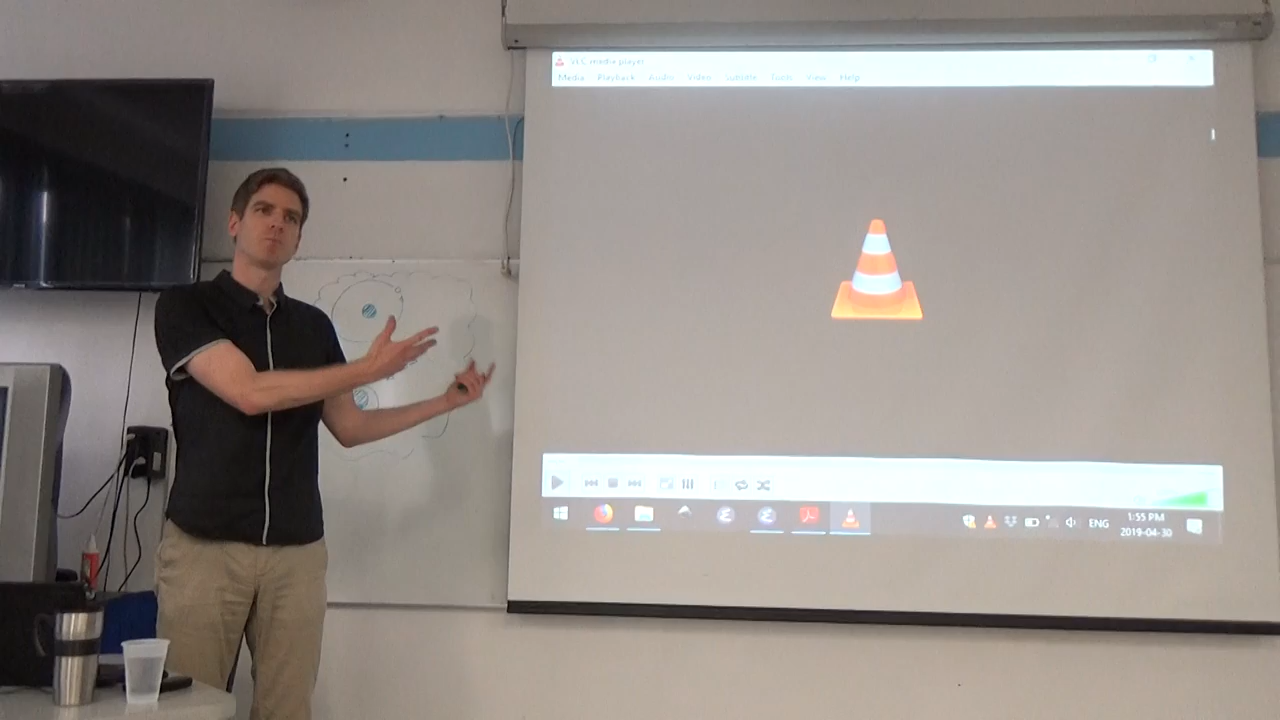 VLC media player
Media Playback Audio Video Subtitle Tools View Help
ENG
1:55 PM
2019-04-30